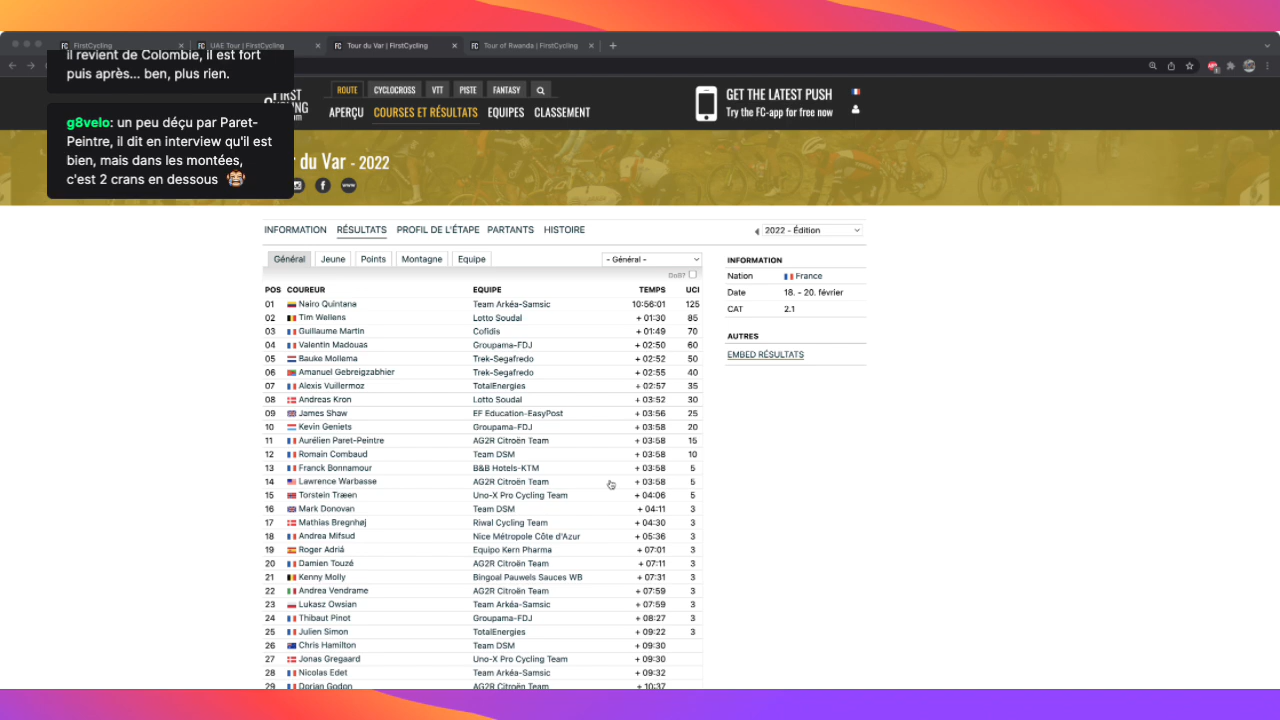 FirstCycling
UAE Tour | FirstCycling
Tour du Var | FirstCycling
Tour of Rwanda | FirstCycling
il revient de Colombie, il est fort
puis après... ben, plus rien.
g8velo: un peu déçu par Paret-
Peintre, il dit en interview qu'il est
bien, mais dans les montées,
c'est 2 crans en dessous
ROUTE CYCLOCROSS VTT PISTE FANTASY
APERÇU COURSES ET RÉSULTATS EQUIPES CLASSEMENT
GET THE LATEST PUSH
Try the FC-app for free now
du Var - 2022
www
INFORMATION RÉSULTATS PROFIL DE L'ÉTAPE PARTANTS HISTOIRE
2022 - Édition
Général Jeune Points Montagne Equipe
- Général -
POS COUREUR EQUIPE TEMPS UCI
01 Nairo Quintana Team Arkéa-Samsic 10:56:01 125
02 Tim Wellens Lotto Soudal + 01:30 85
03 Guillaume Martin Cofidis + 01:49 70
04 Valentin Madouas Groupama-FDJ + 02:50 60
05 Bauke Mollema Trek-Segafredo + 02:52 50
06 Amanuel Gebreigzabhier Trek-Segafredo + 02:55 40
07 Alexis Vuillermoz TotalEnergies + 02:57 35
08 Andreas Kron Lotto Soudal + 03:52 30
09 James Shaw EF Education-EasyPost + 03:56 25
10 Kevin Geniets Groupama-FDJ + 03:58 20
11 Aurélien Paret-Peintre AG2R Citroën Team + 03:58 15
12 Romain Combaud Team DSM + 03:58 10
13 Franck Bonnamour B&B Hotels-KTM + 03:58 5
14 Lawrence Warbasse AG2R Citroën Team + 03:58 5
15 Torstein Træen Uno-X Pro Cycling Team + 04:06 5
16 Mark Donovan Team DSM + 04:11 3
17 Mathias Bregnhøj Riwal Cycling Team + 04:30 3
18 Andrea Mifsud Nice Métropole Côte d'Azur + 05:36 3
19 Roger Adriá Equipo Kern Pharma + 07:01 3
20 Damien Touzé AG2R Citroën Team + 07:11 3
21 Kenny Molly Bingoal Pauwels Sauces WB + 07:31 3
22 Andrea Vendrame AG2R Citroën Team + 07:59 3
23 Lukasz Owsian Team Arkéa-Samsic + 07:59 3
24 Thibaut Pinot Groupama-FDJ + 08:27 3
25 Julien Simon TotalEnergies + 09:22 3
26 Chris Hamilton Team DSM + 09:30
27 Jonas Gregaard Uno-X Pro Cycling Team + 09:30
28 Nicolas Edet Team Arkéa-Samsic + 09:32
29 Dorian Godon AG2R Citroën Team + 10:37
INFORMATION
Nation France
Date 18. - 20. février
CAT 2.1
AUTRES
EMBED RÉSULTATS